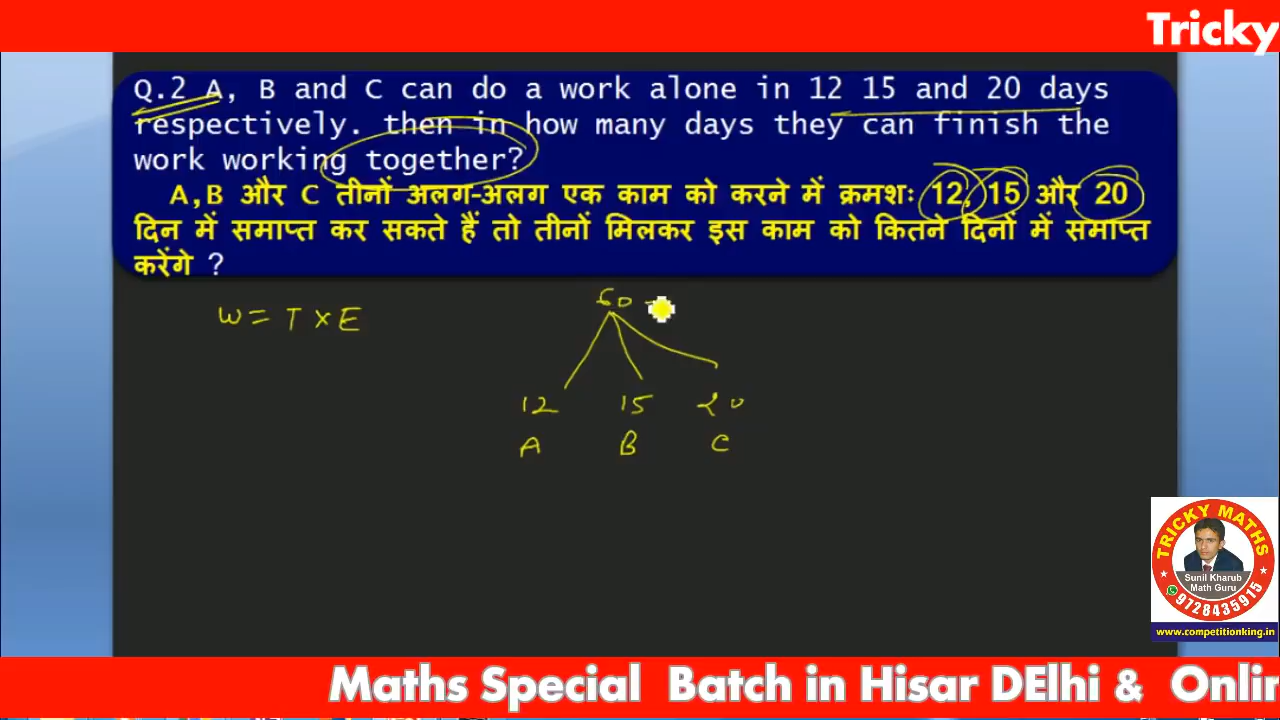 Tricky
Q.2 A, B and C can do a work alone in 12 15 and 20 days
respectively. then in how many days they can finish the
work working together?
A,B और C तीनों अलग-अलग एक काम को करने में क्रमशः 12, 15 और 20
दिन में समाप्त कर सकते हैं तो तीनों मिलकर इस काम को कितने दिनों में समाप्त
करेंगे ?
W = T × E
60
12 15 20
A B C
TRICKY MATHS
Sunil Kharub
Math Guru
9728435915
www.competitionking.in
Maths Special Batch in Hisar DElhi & Onlin